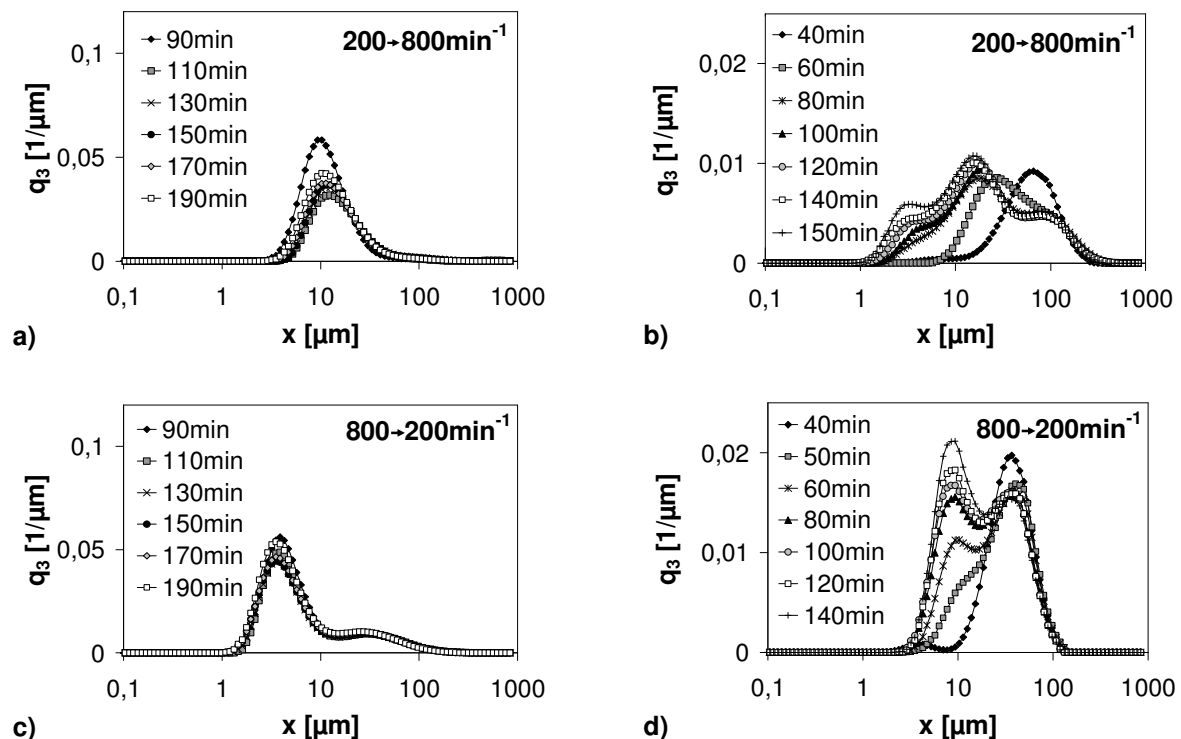 0,1
0,05
0
q3 [1/µm]
90min
110min
130min
150min
170min
190min
200→800min-1
0,1
1
10
100
1000
x [µm]
a)
0,02
0,01
0
q3 [1/µm]
40min
60min
80min
100min
120min
140min
150min
200→800min-1
0,1
1
10
100
1000
x [µm]
b)
0,1
0,05
0
q3 [1/µm]
90min
110min
130min
150min
170min
190min
800→200min-1
0,1
1
10
100
1000
x [µm]
c)
0,02
0,01
0
q3 [1/µm]
40min
50min
60min
80min
100min
120min
140min
800→200min-1
0,1
1
10
100
1000
x [µm]
d)